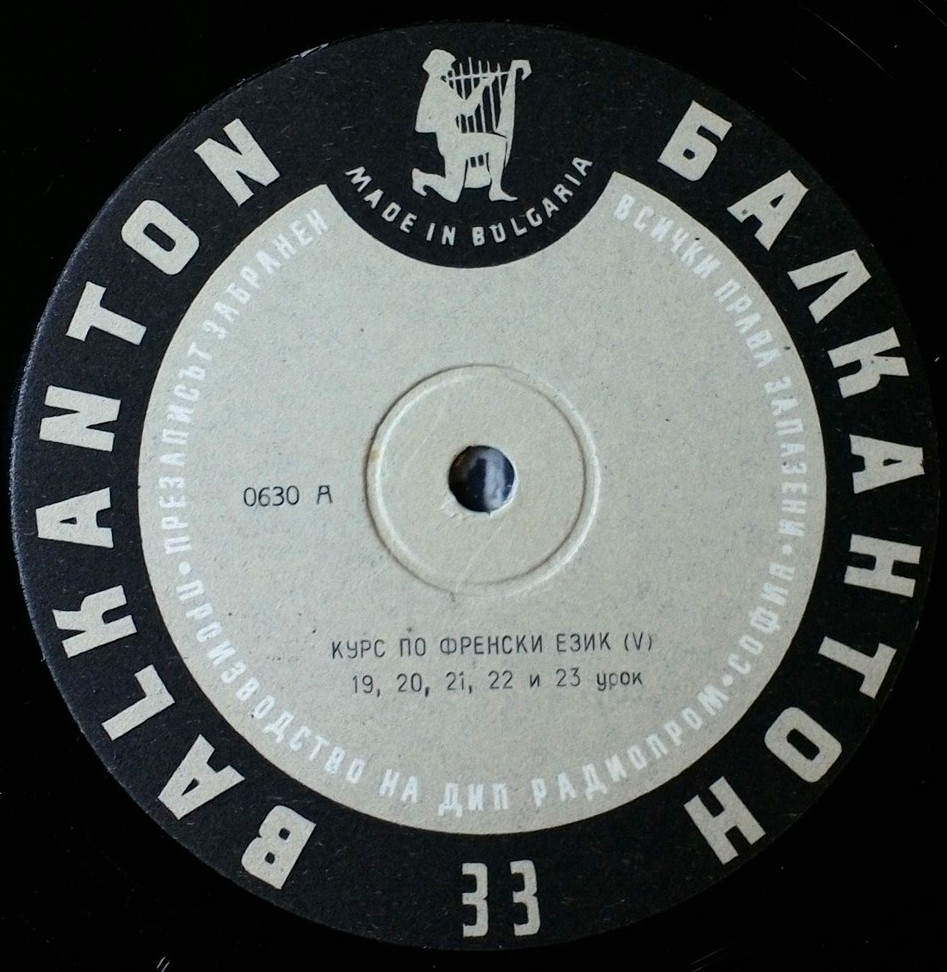 BALKANTON
БАЛКАНТОН
MADE IN BULGARIA
ПРЕЗАПИСЪТ ЗАБРАНЕН
ВСИЧКИ ПРАВА ЗАПАЗЕНИ
0630 A
КУРС ПО ФРЕНСКИ ЕЗИК (V)
19, 20, 21, 22 и 23 урок
• ПРОИЗВОДСТВО НА ДИП РАДИОПРОМ • СОФИЯ •
33